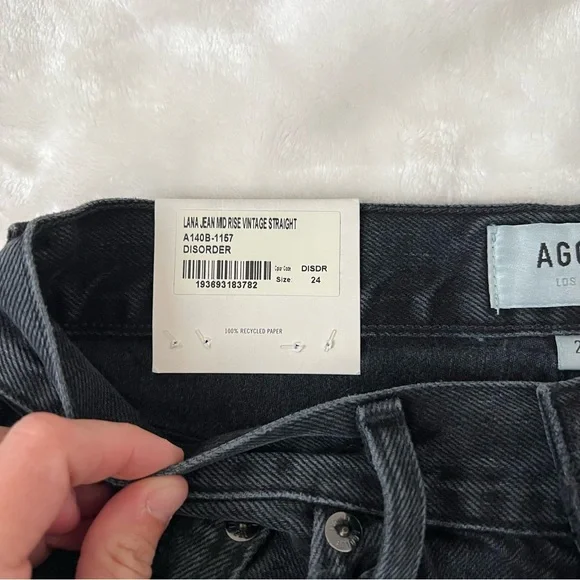 LANA JEAN MID RISE VINTAGE STRAIGHT
A140B-1157
DISORDER
Color Code DISDR
Size: 24
193693183782
100% RECYCLED PAPER
AGO
LOS
2